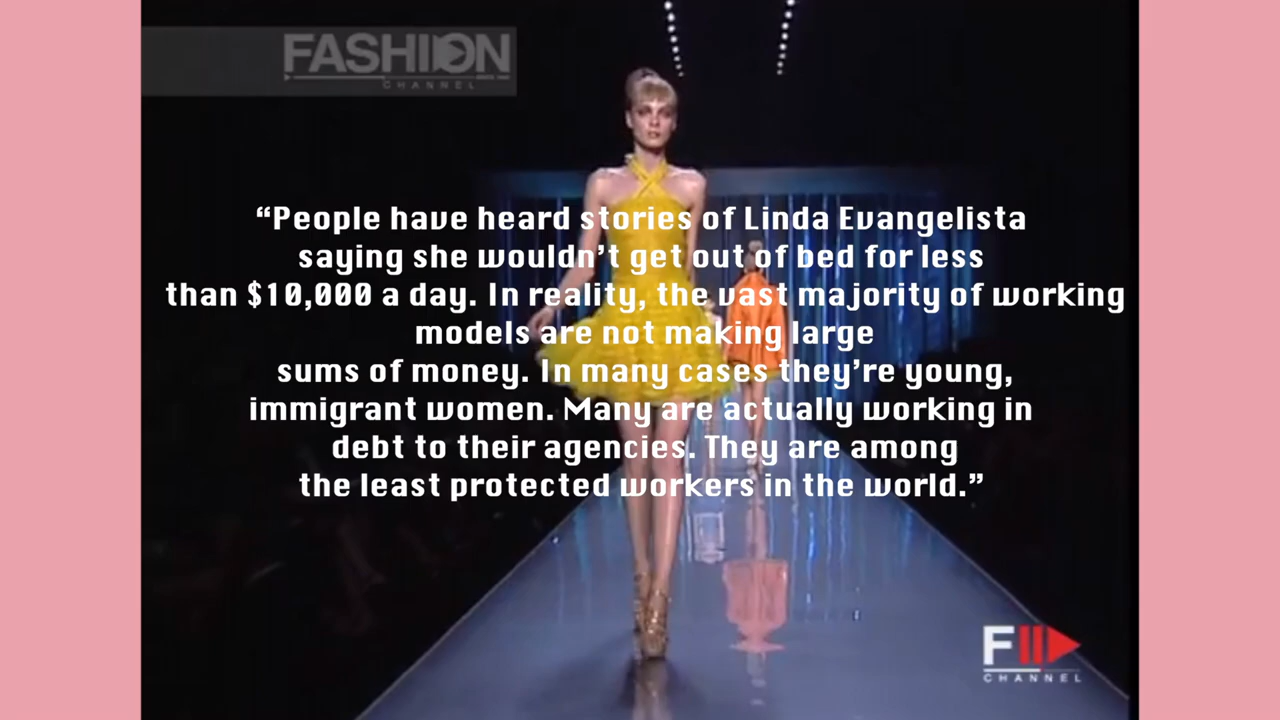 FASHION
CHANNEL
“People have heard stories of Linda Evangelista
saying she wouldn’t get out of bed for less
than $10,000 a day. In reality, the vast majority of working
models are not making large
sums of money. In many cases they’re young,
immigrant women. Many are actually working in
debt to their agencies. They are among
the least protected workers in the world.”
F
CHANNEL